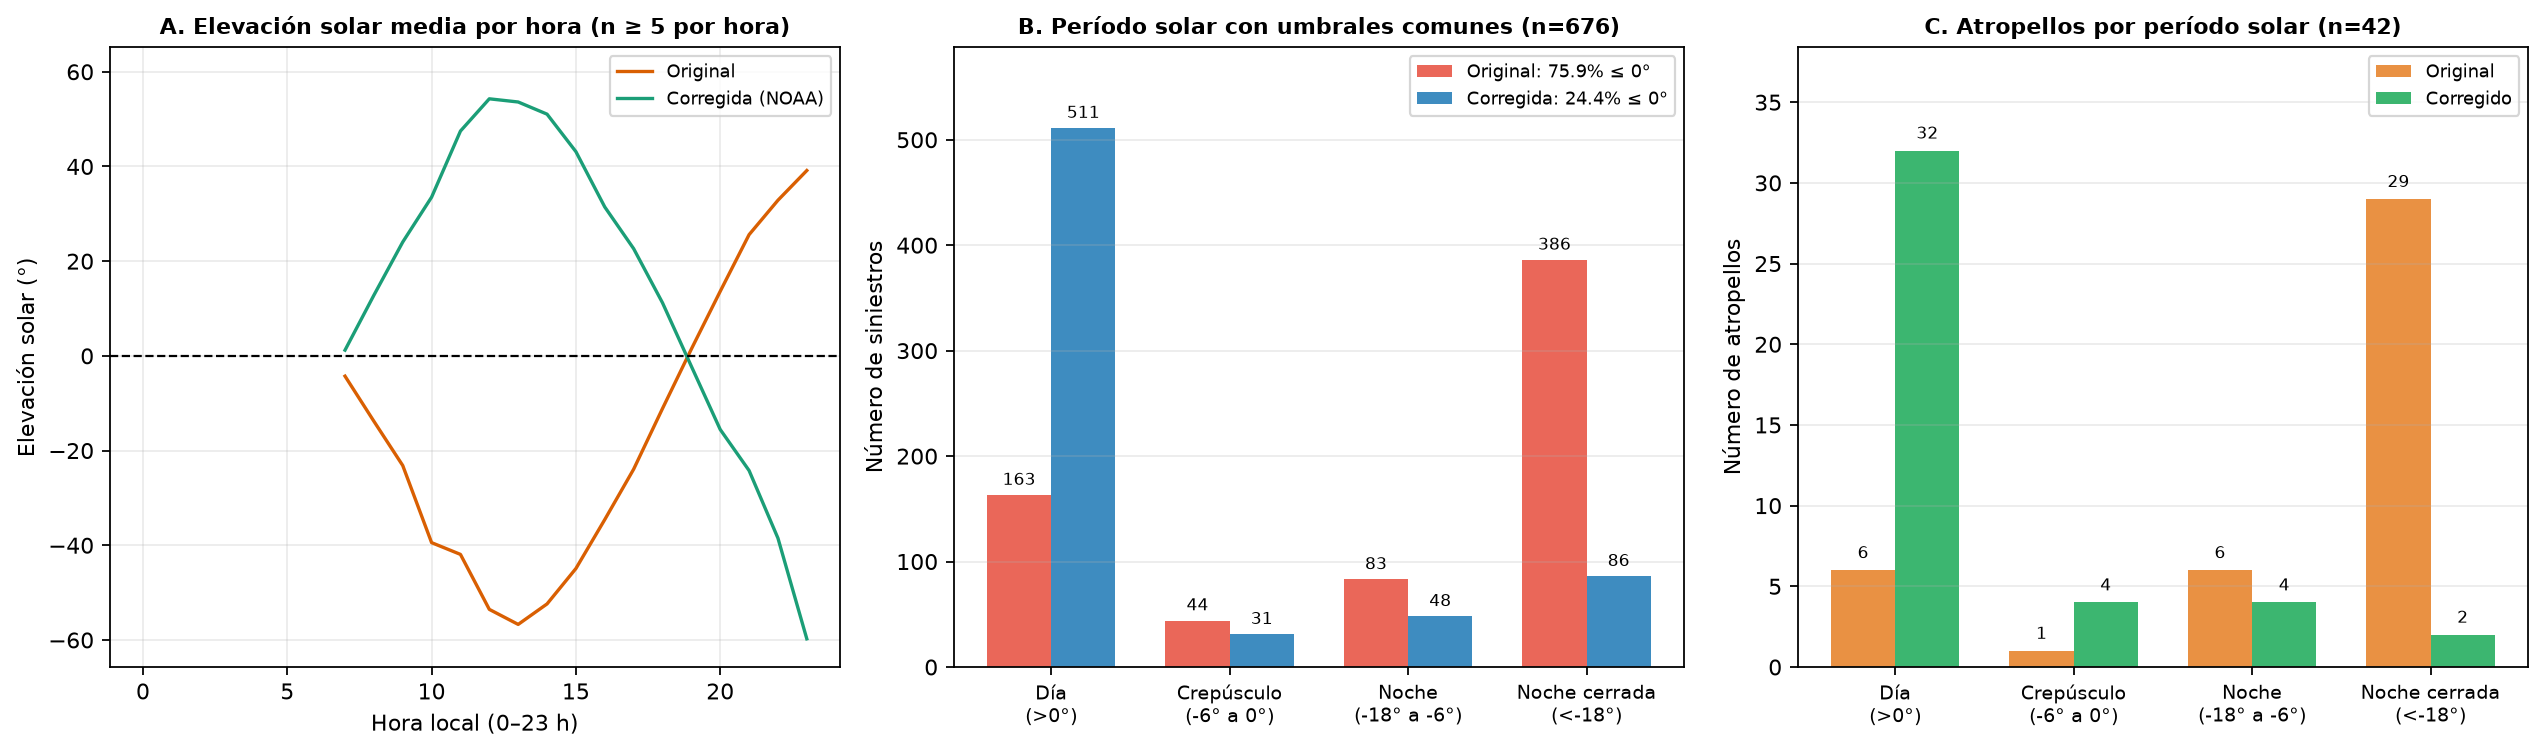 A. Elevación solar media por hora (n ≥ 5 por hora)
Original
Corregida (NOAA)
Elevación solar (°)
60
40
20
0
−20
−40
−60
0
5
10
15
20
Hora local (0–23 h)
B. Período solar con umbrales comunes (n=676)
Original: 75.9% ≤ 0°
Corregida: 24.4% ≤ 0°
Número de siniestros
500
400
300
200
100
0
163
511
44
31
83
48
386
86
Día
(>0°)
Crepúsculo
(-6° a 0°)
Noche
(-18° a -6°)
Noche cerrada
(<-18°)
C. Atropellos por período solar (n=42)
Original
Corregido
Número de atropellos
35
30
25
20
15
10
5
0
6
32
1
4
6
4
29
2
Día
(>0°)
Crepúsculo
(-6° a 0°)
Noche
(-18° a -6°)
Noche cerrada
(<-18°)